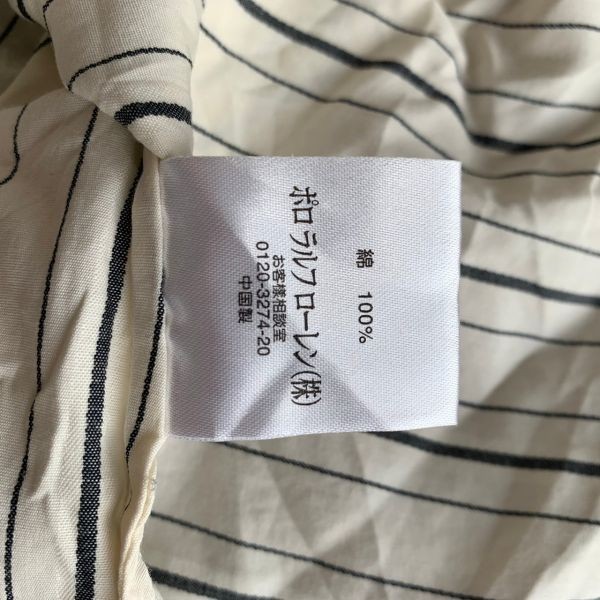 綿 100%
ポロ ラルフ ローレン(株)
お客様相談室
0120-3274-20
中国製